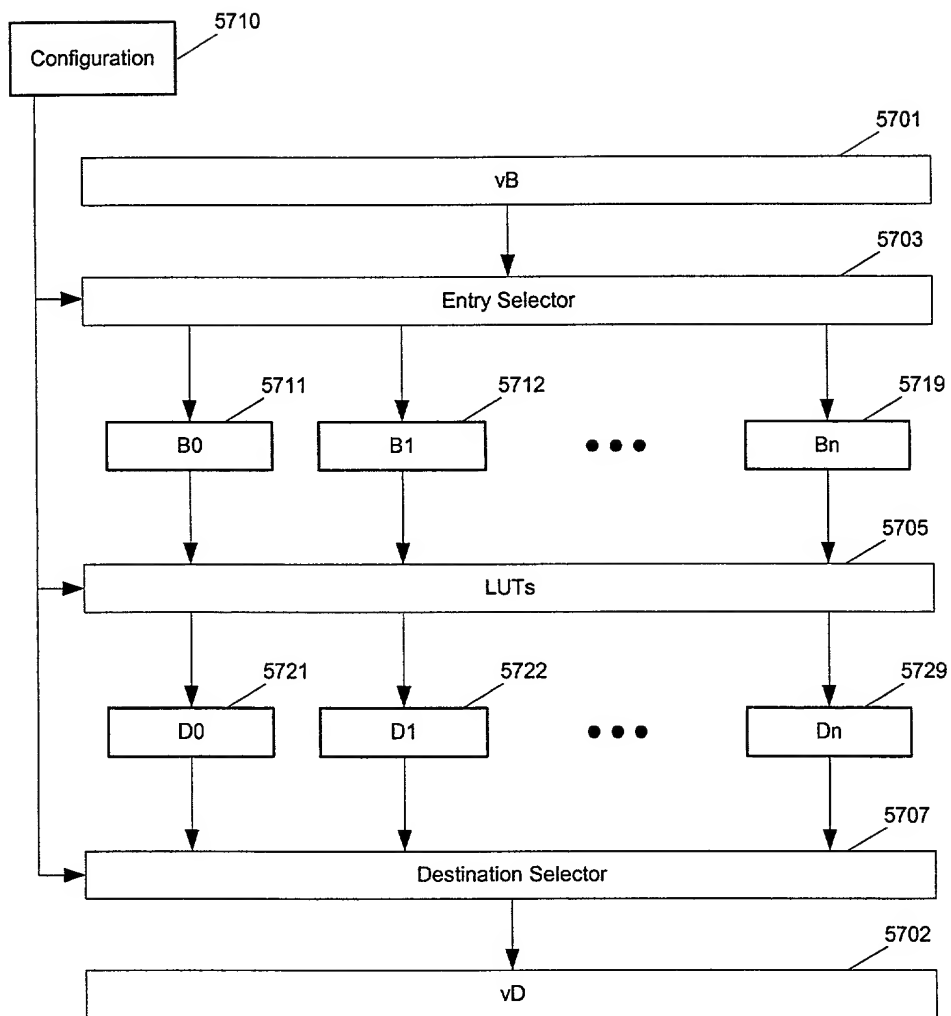 5710
Configuration
5701
vB
5703
Entry Selector
5711 5712 5719
B0 B1 Bn
5705
LUTs
5721 5722 5729
D0 D1 Dn
5707
Destination Selector
5702
vD